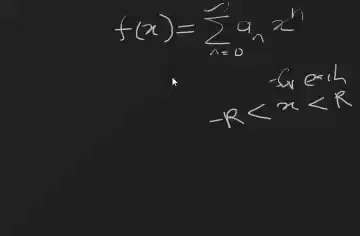 f(x) = ∑_{n=0}^{∞} a_n x^n
for each
-R < x < R